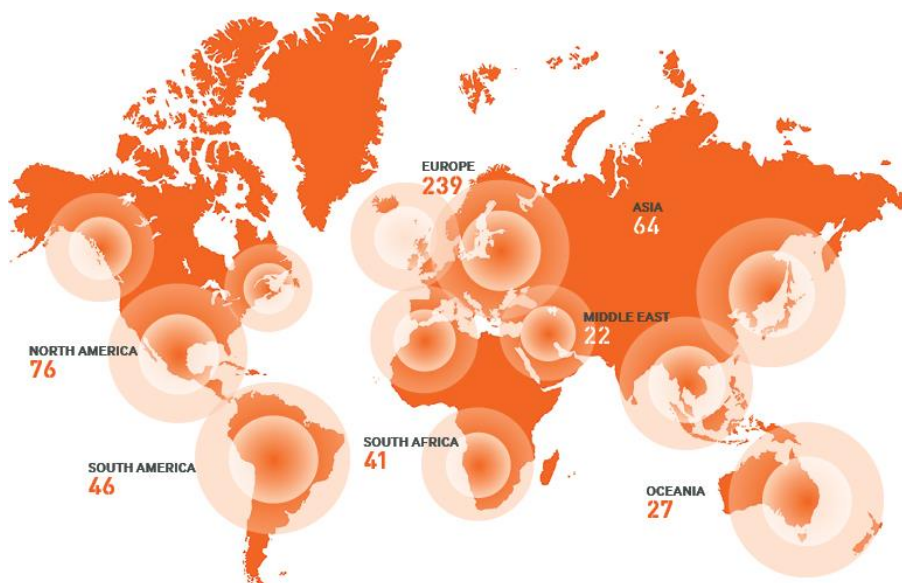 EUROPE
239
ASIA
64
MIDDLE EAST
22
NORTH AMERICA
76
SOUTH AMERICA
46
SOUTH AFRICA
41
OCEANIA
27